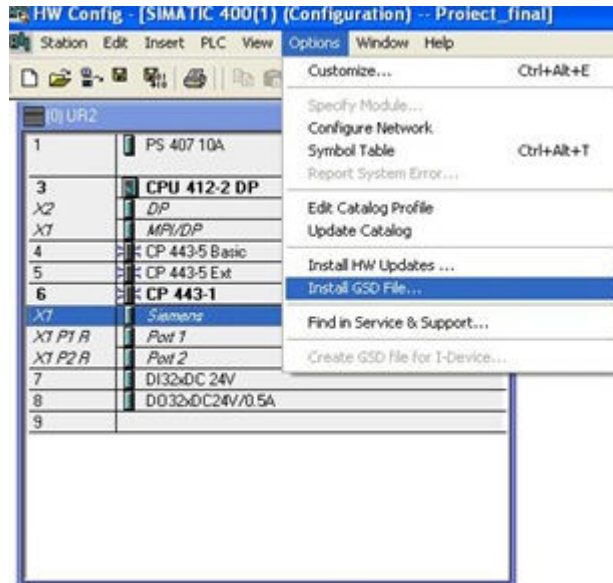 HW Config - [SIMATIC 400(1) (Configuration) -- Project_final]
Station Edit Insert PLC View Options Window Help
(0) UR2
1 PS 407 10A
3 CPU 412-2 DP
X2 DP
X1 MPI/DP
4 CP 443-5 Basic
5 CP 443-5 Ext
6 CP 443-1
X1 Siemens
X1 P1 R Port 1
X1 P2 R Port 2
7 DI32xDC 24V
8 DO32xDC24V/0.5A
9
Customize... Ctrl+Alt+E
Specify Module...
Configure Network
Symbol Table Ctrl+Alt+T
Report System Error...
Edit Catalog Profile
Update Catalog
Install HW Updates ...
Install GSD File...
Find in Service & Support...
Create GSD file for I-Device...